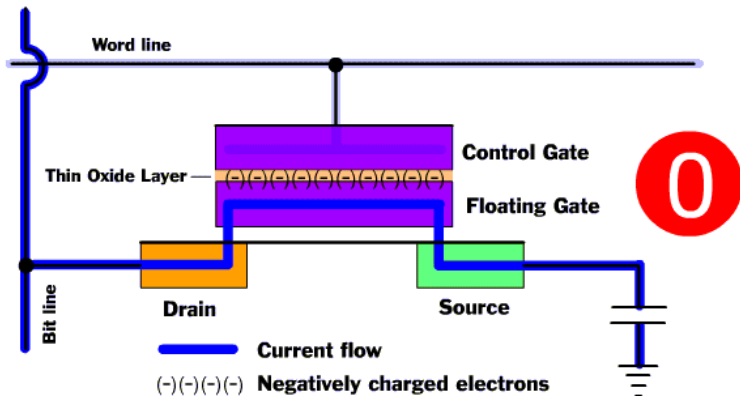 Word line
Control Gate
Thin Oxide Layer
(-)(-)(-)(-)(-)(-)(-)(-)(-)(-)
Floating Gate
0
Drain
Source
Bit line
Current flow
(-)(-)(-)(-) Negatively charged electrons